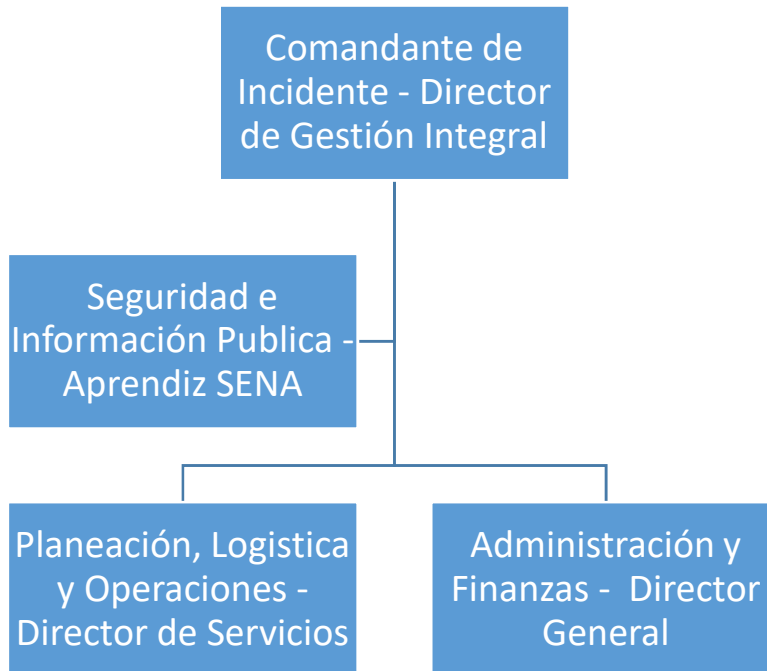 Comandante de
Incidente - Director
de Gestión Integral
Seguridad e
Información Publica -
Aprendiz SENA
Planeación, Logistica
y Operaciones -
Director de Servicios
Administración y
Finanzas - Director
General